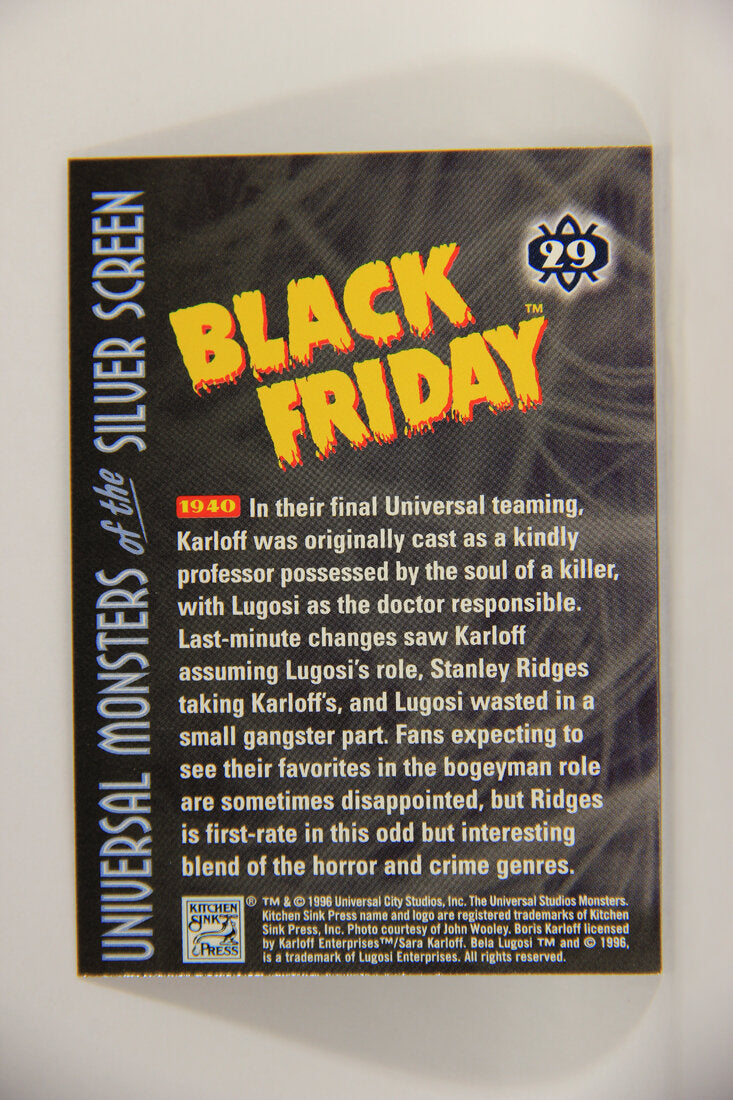 UNIVERSAL MONSTERS of the SILVER SCREEN
29
BLACK
FRIDAY™
1940 In their final Universal teaming,
Karloff was originally cast as a kindly
professor possessed by the soul of a killer,
with Lugosi as the doctor responsible.
Last-minute changes saw Karloff
assuming Lugosi's role, Stanley Ridges
taking Karloff's, and Lugosi wasted in a
small gangster part. Fans expecting to
see their favorites in the bogeyman role
are sometimes disappointed, but Ridges
is first-rate in this odd but interesting
blend of the horror and crime genres.
KITCHEN
SINK
PRESS
® ™ & © 1996 Universal City Studios, Inc. The Universal Studios Monsters.
Kitchen Sink Press name and logo are registered trademarks of Kitchen
Sink Press, Inc. Photo courtesy of John Wooley. Boris Karloff licensed
by Karloff Enterprises™/Sara Karloff. Bela Lugosi ™ and © 1996,
is a trademark of Lugosi Enterprises. All rights reserved.